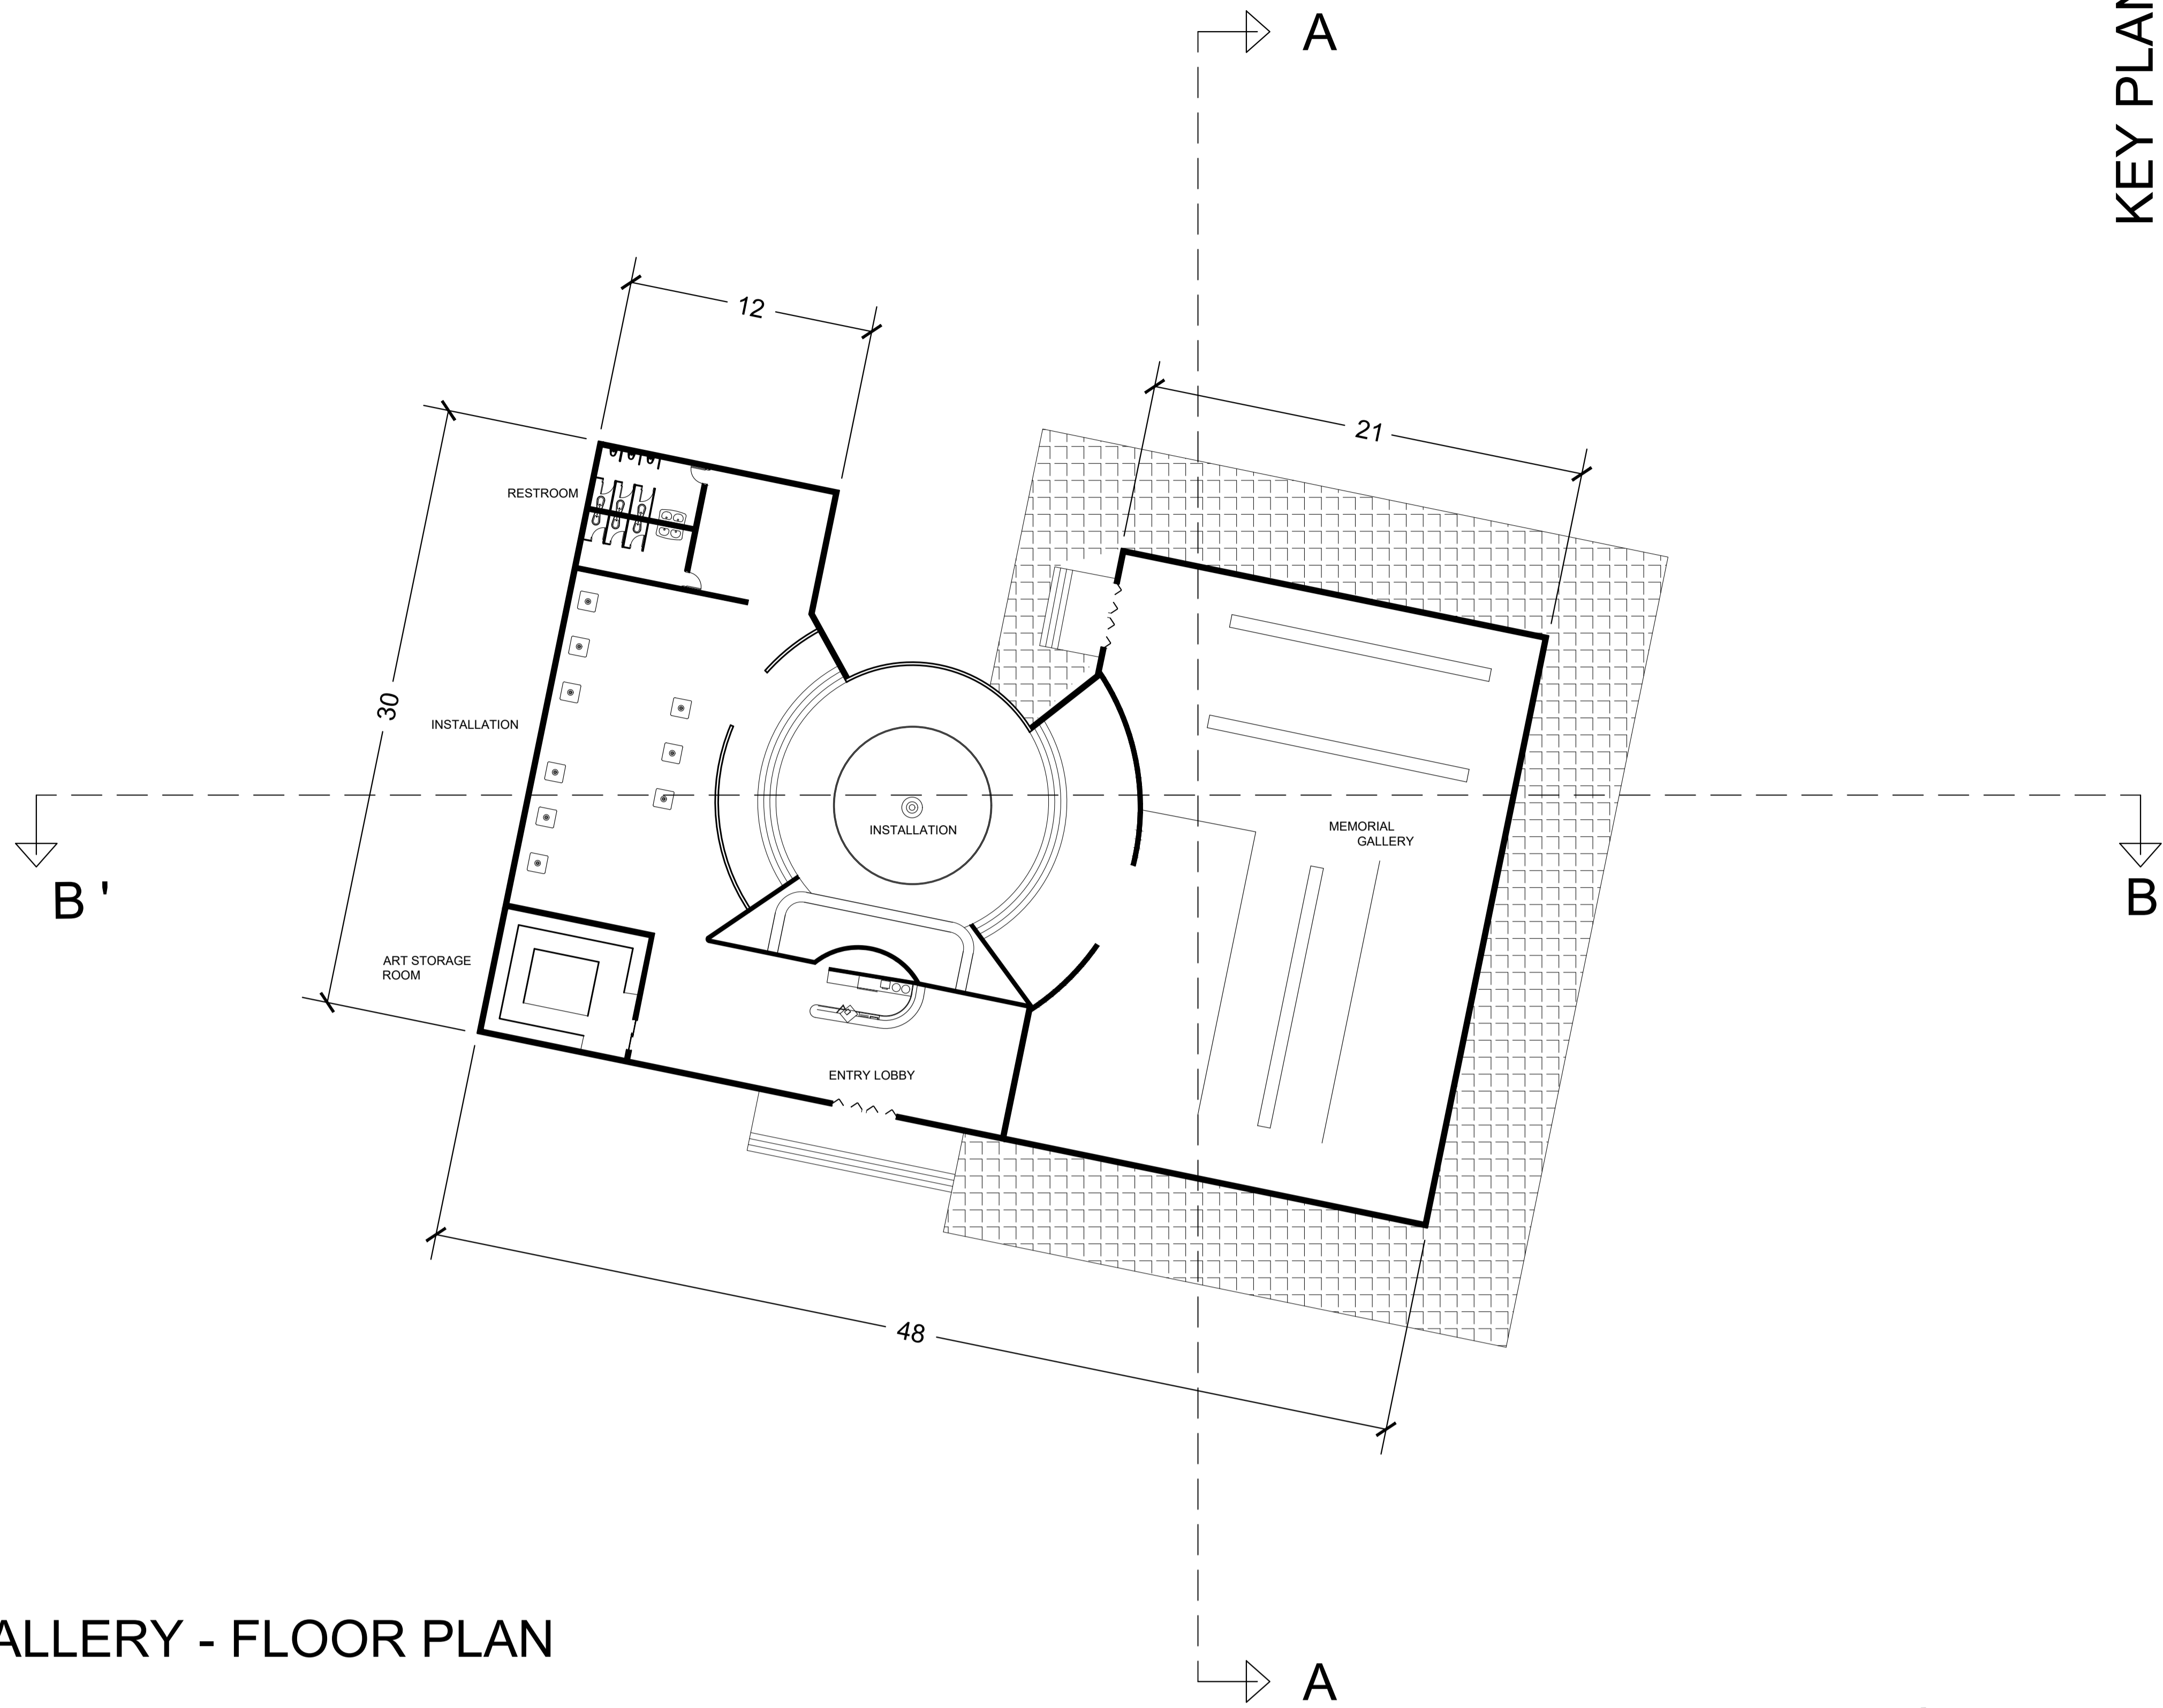 A
KEY PLAN
12
21
RESTROOM
30
INSTALLATION
INSTALLATION
MEMORIAL
GALLERY
B '
B
ART STORAGE
ROOM
ENTRY LOBBY
48
ALLERY - FLOOR PLAN
A